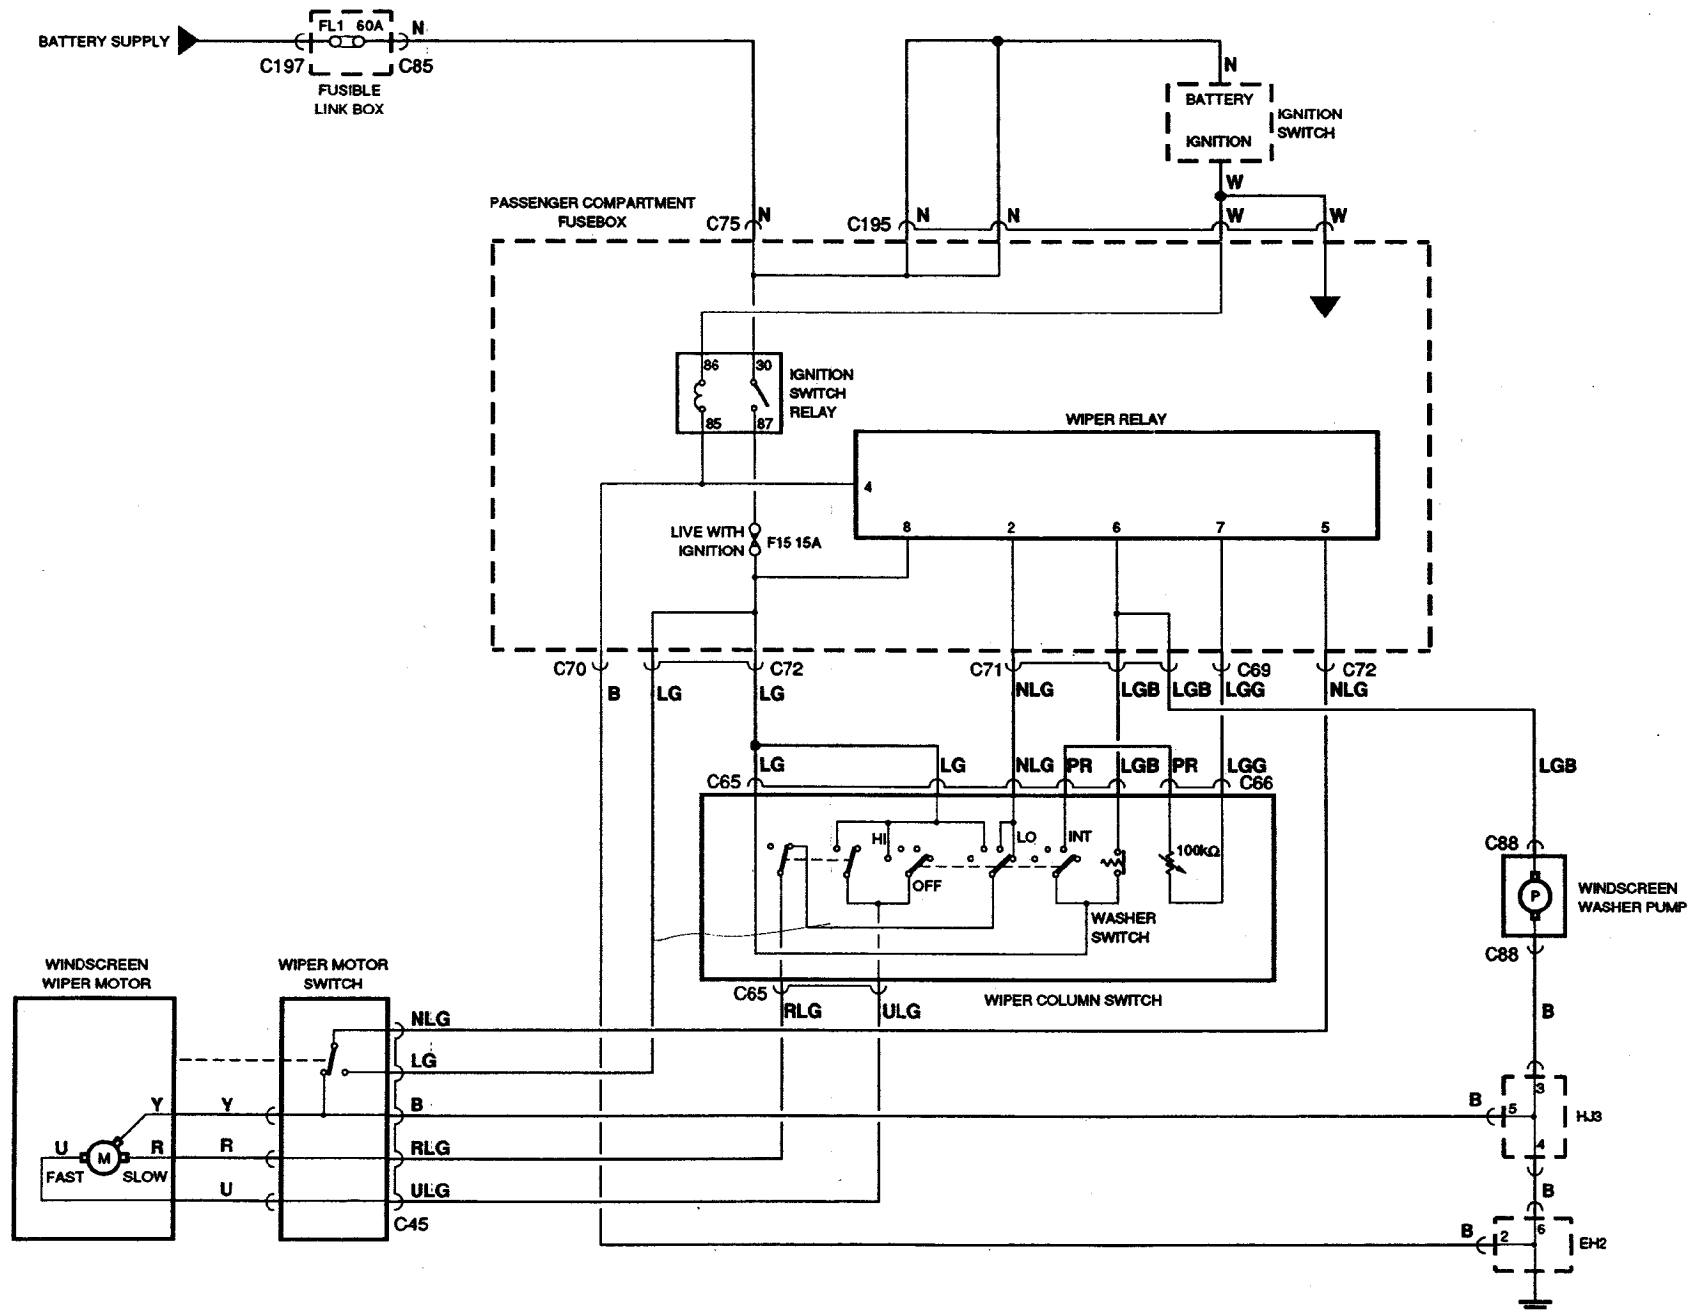 BATTERY SUPPLY
FL1 60A
N
C197
C85
FUSIBLE
LINK BOX
N
BATTERY
IGNITION
IGNITION
SWITCH
W
PASSENGER COMPARTMENT
FUSEBOX
C75
N
C195
N
N
W
W
86
30
85
87
IGNITION
SWITCH
RELAY
WIPER RELAY
4
8
2
6
7
5
LIVE WITH
IGNITION
F15 15A
C70
C72
C71
C69
C72
B
LG
LG
NLG
LGB
LGB
LGG
NLG
LG
LG
NLG
PR
LGB
PR
LGG
LGB
C65
C66
HI
LO
INT
100kΩ
OFF
WASHER
SWITCH
C88
P
WINDSCREEN
WASHER PUMP
C88
C65
WIPER COLUMN SWITCH
RLG
ULG
B
WINDSCREEN
WIPER MOTOR
WIPER MOTOR
SWITCH
NLG
LG
Y
Y
B
B
3
5
4
HJ3
U
M
R
R
RLG
FAST
SLOW
U
ULG
C45
B
B
6
2
EH2